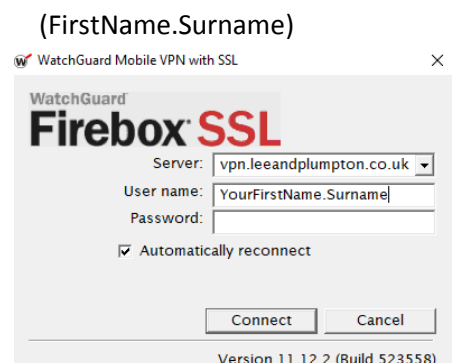 (FirstName.Surname)
WatchGuard Mobile VPN with SSL
WatchGuard
Firebox SSL
Server: vpn.leeandplumpton.co.uk
User name: YourFirstName.Surname
Password:
Automatically reconnect
Connect Cancel
Version 11.12.2 (Build 523558)